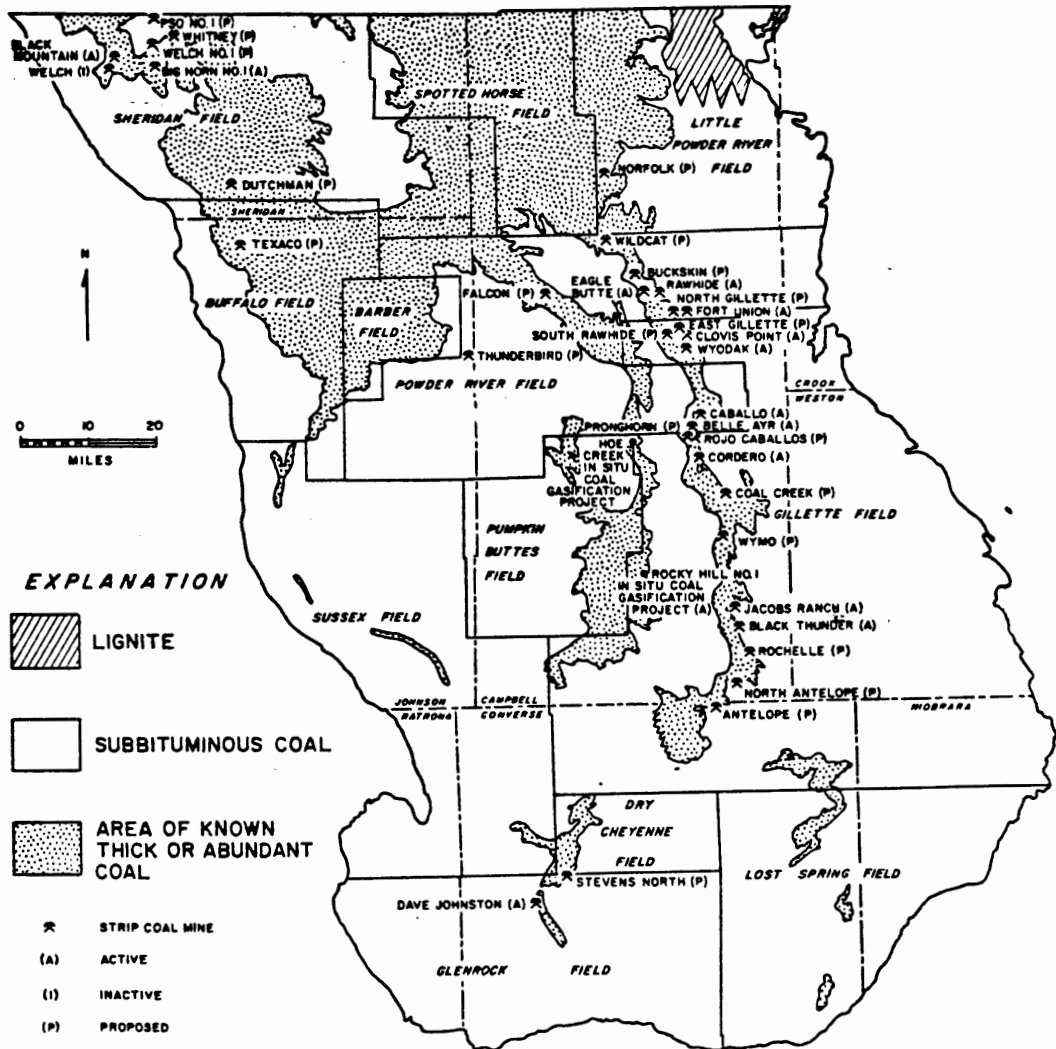 PSO NO. 1 (P)
WHITNEY (P)
BLACK
MOUNTAIN (A)
WELCH NO. 1 (P)
WELCH (I)
BIG HORN NO. 1 (A)
SHERIDAN FIELD
SPOTTED HORSE
FIELD
LITTLE
POWDER RIVER
FIELD
NORFOLK (P)
DUTCHMAN (P)
SHERIDAN
TEXACO (P)
WILDCAT (P)
N
BUCKSKIN (P)
EAGLE
BUTTE (A)
RAWHIDE (A)
FALCON (P)
NORTH GILLETTE (P)
BUFFALO FIELD
BARBER
FIELD
FORT UNION (A)
EAST GILLETTE (P)
SOUTH RAWHIDE (P)
CLOVIS POINT (A)
WYODAK (A)
THUNDERBIRD (P)
POWDER RIVER FIELD
CROOK
WESTON
0 10 20
MILES
CABALLO (A)
PRONGHORN (P)
BELLE AYR (A)
ROJO CABALLOS (P)
HOE
CREEK
IN SITU
COAL
GASIFICATION
PROJECT
CORDERO (A)
COAL CREEK (P)
GILLETTE FIELD
PUMPKIN
BUTTES
FIELD
WYMO (P)
EXPLANATION
ROCKY HILL NO. 1
IN SITU COAL
GASIFICATION
PROJECT (A)
LIGNITE
SUSSEX FIELD
JACOBS RANCH (A)
BLACK THUNDER (A)
ROCHELLE (P)
NORTH ANTELOPE (P)
JOHNSON
CAMPBELL
NATRONA
CONVERSE
ANTELOPE (P)
NIOBRARA
SUBBITUMINOUS COAL
DRY
CHEYENNE
FIELD
AREA OF KNOWN
THICK OR ABUNDANT
COAL
LOST SPRING FIELD
STEVENS NORTH (P)
DAVE JOHNSTON (A)
STRIP COAL MINE
(A) ACTIVE
GLENROCK FIELD
(I) INACTIVE
(P) PROPOSED